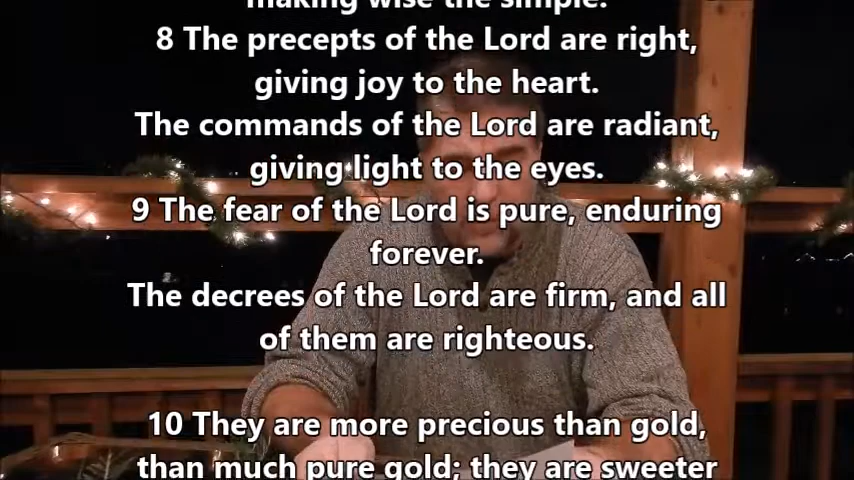 making wise the simple.
8 The precepts of the Lord are right,
giving joy to the heart.
The commands of the Lord are radiant,
giving light to the eyes.
9 The fear of the Lord is pure, enduring
forever.
The decrees of the Lord are firm, and all
of them are righteous.
10 They are more precious than gold,
than much pure gold; they are sweeter